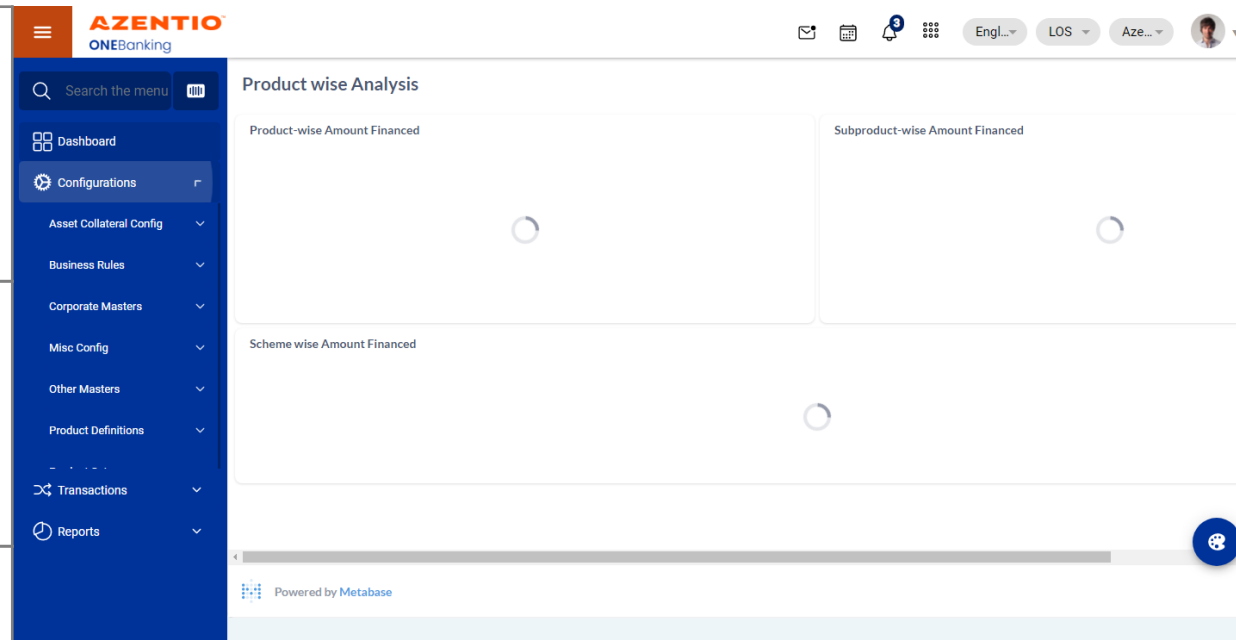 AZENTIO
ONEBanking
3
Engl...
LOS
Aze...
Search the menu
Dashboard
Configurations
Asset Collateral Config
Business Rules
Corporate Masters
Misc Config
Other Masters
Product Definitions
Transactions
Reports
Product wise Analysis
Product-wise Amount Financed
Subproduct-wise Amount Financed
Scheme wise Amount Financed
Powered by Metabase